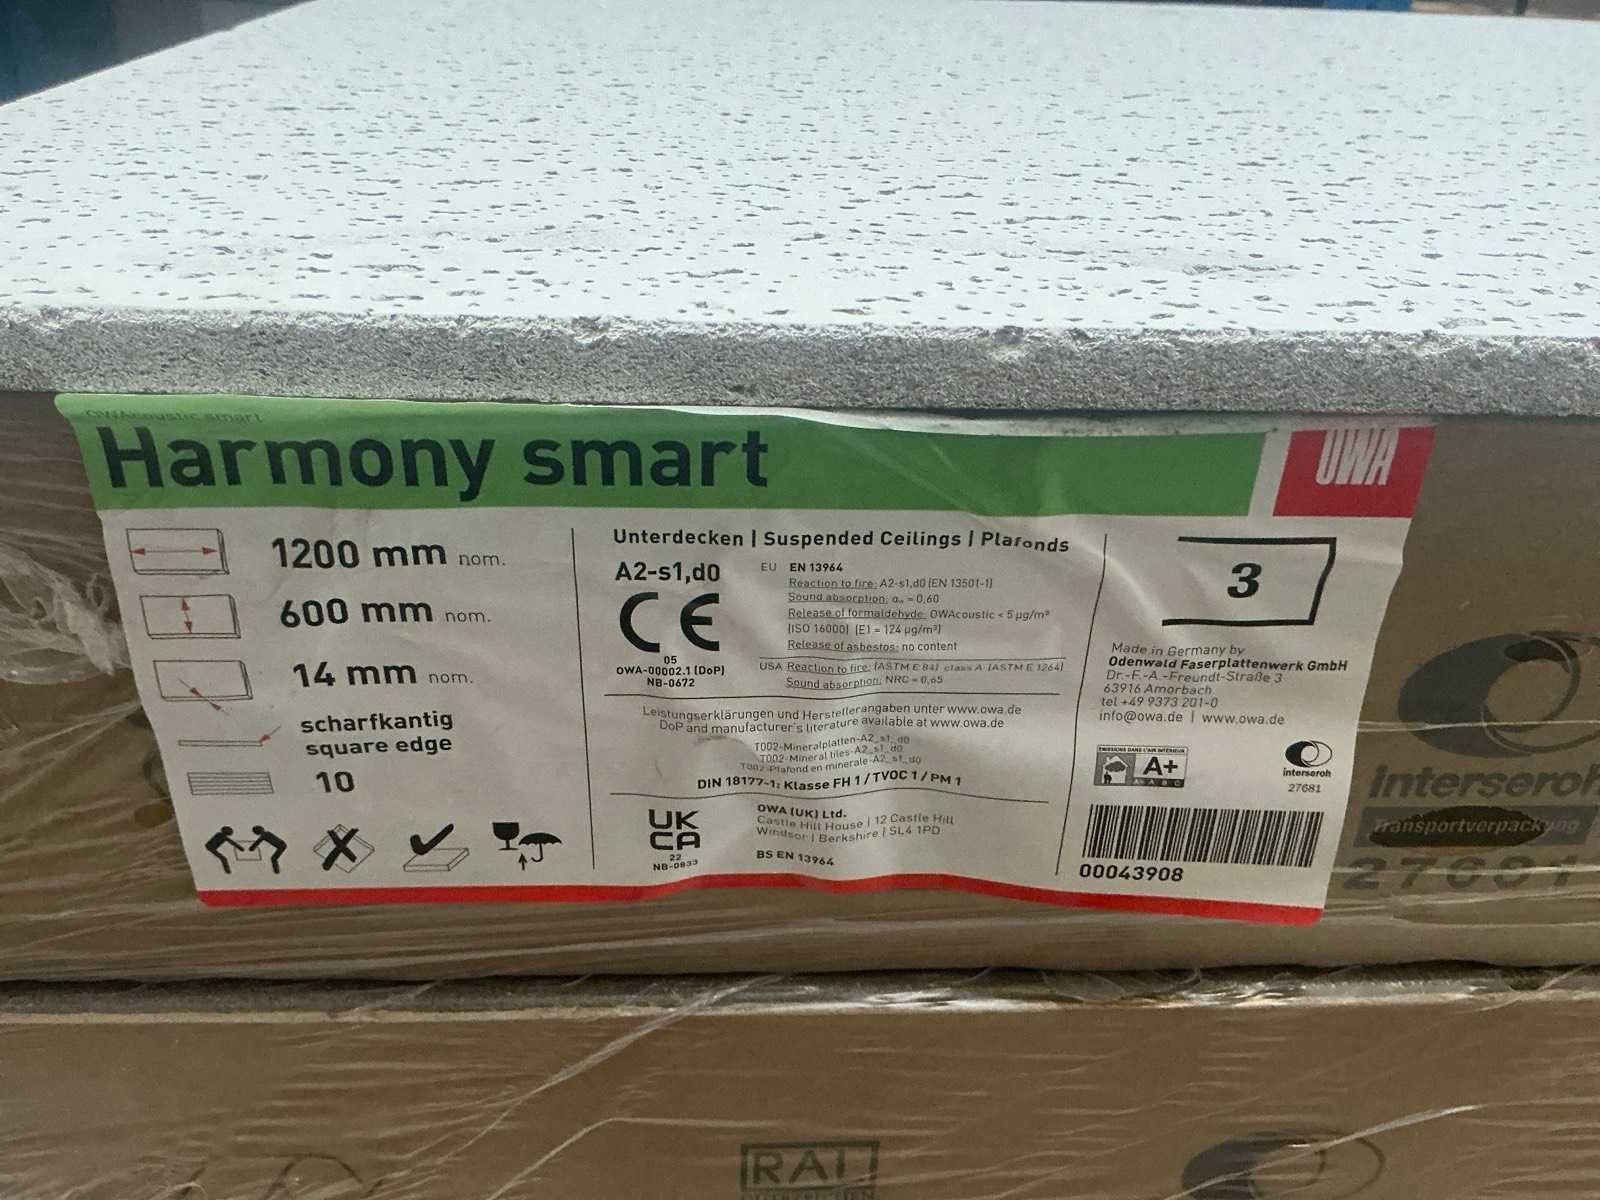 OWAcoustic smart
Harmony smart
OWA
1200 mm nom.
600 mm nom.
14 mm nom.
scharfkantig
square edge
10
Unterdecken | Suspended Ceilings | Plafonds
A2-s1,d0
CE
05
OWA-00002.1 (DoP)
NB-0672
EU EN 13964
Reaction to fire: A2-s1,d0 (EN 13501-1)
Sound absorption: αw = 0,60
Release of formaldehyde: OWAcoustic < 5 µg/m³
(ISO 16000) (E1 = 124 µg/m³)
Release of asbestos: no content
USA Reaction to fire: (ASTM E 84) class A (ASTM E 1264)
Sound absorption: NRC = 0,65
Leistungserklärungen und Herstellerangaben unter www.owa.de
DoP and manufacturer's literature available at www.owa.de
T002-Mineralplatten-A2_s1_d0
T002-Mineral tiles-A2_s1_d0
T002-Plafond en minerale-A2_s1_d0
DIN 18177-1: Klasse FH 1 / TVOC 1 / PM 1
UK
CA
22
NB-0833
OWA (UK) Ltd.
Castle Hill House | 12 Castle Hill
Windsor | Berkshire | SL4 1PD
BS EN 13964
3
Made in Germany by
Odenwald Faserplattenwerk GmbH
Dr.-F.-A.-Freundt-Straße 3
63916 Amorbach
tel +49 9373 201-0
info@owa.de | www.owa.de
ÉMISSIONS DANS L'AIR INTÉRIEUR
A+
A+ A B C
interseroh
27681
00043908
Interseroh
Transportverpackung
27681
RAL